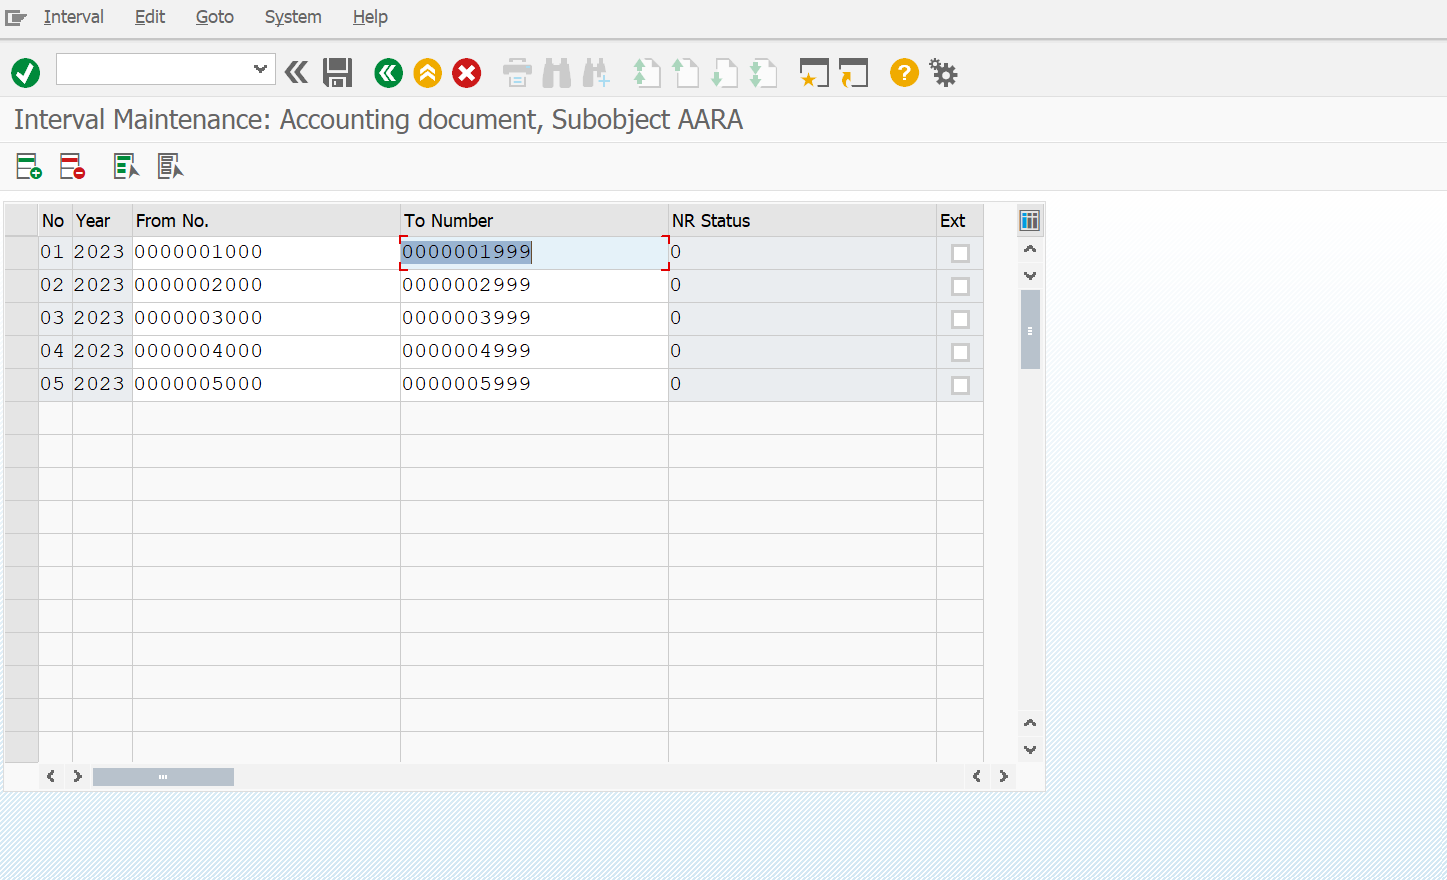 Interval Edit Goto System Help
Interval Maintenance: Accounting document, Subobject AARA
No Year From No. To Number NR Status Ext
01 2023 0000001000 0000001999 0
02 2023 0000002000 0000002999 0
03 2023 0000003000 0000003999 0
04 2023 0000004000 0000004999 0
05 2023 0000005000 0000005999 0